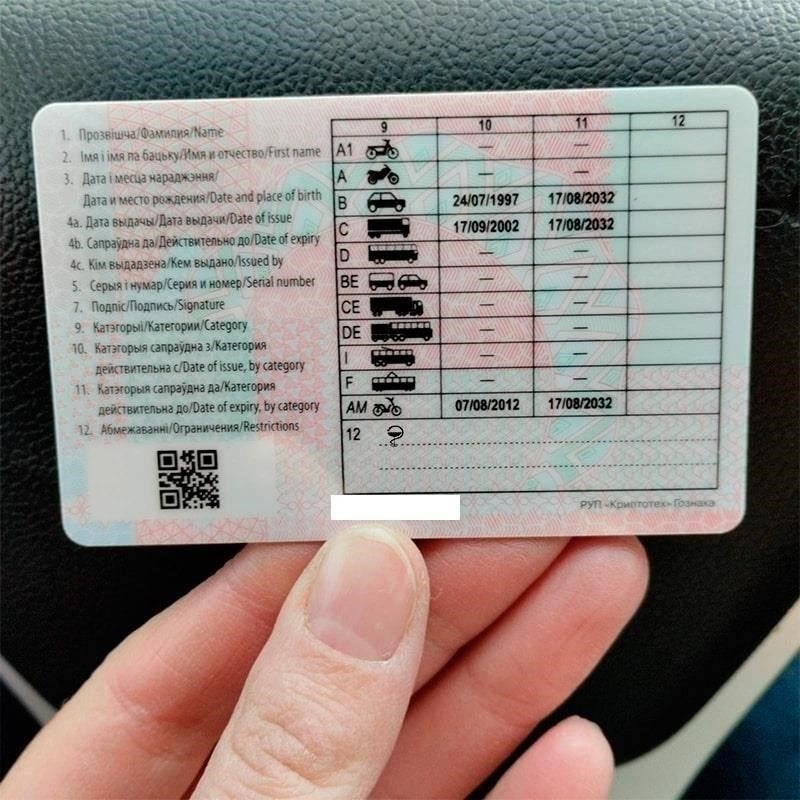 1. Прозвішча/Фамилия/Name
2. Імя і імя па бацьку/Имя и отчество/First name
3. Дата і месца нараджэння/
Дата и место рождения/Date and place of birth
4a. Дата выдачы/Дата выдачи/Date of issue
4b. Сапраўдна да/Действительно до/Date of expiry
4c. Кім выдадзена/Кем выдано/Issued by
5. Серыя і нумар/Серия и номер/Serial number
7. Подпіс/Подпись/Signature
9. Катэгорыі/Категории/Category
10. Катэгорыя сапраўдна з/Категория
действительна с/Date of issue, by category
11. Катэгорыя сапраўдна да/Категория
действительно до/Date of expiry, by category
12. Абмежаванні/Ограничения/Restrictions
9 10 11 12
A1 — —
A — —
B 24/07/1997 17/08/2032
C 17/09/2002 17/08/2032
D — —
BE — —
CE — —
DE — —
I — —
F — —
AM 07/08/2012 17/08/2032
12
РУП «Криптотех» Гознака